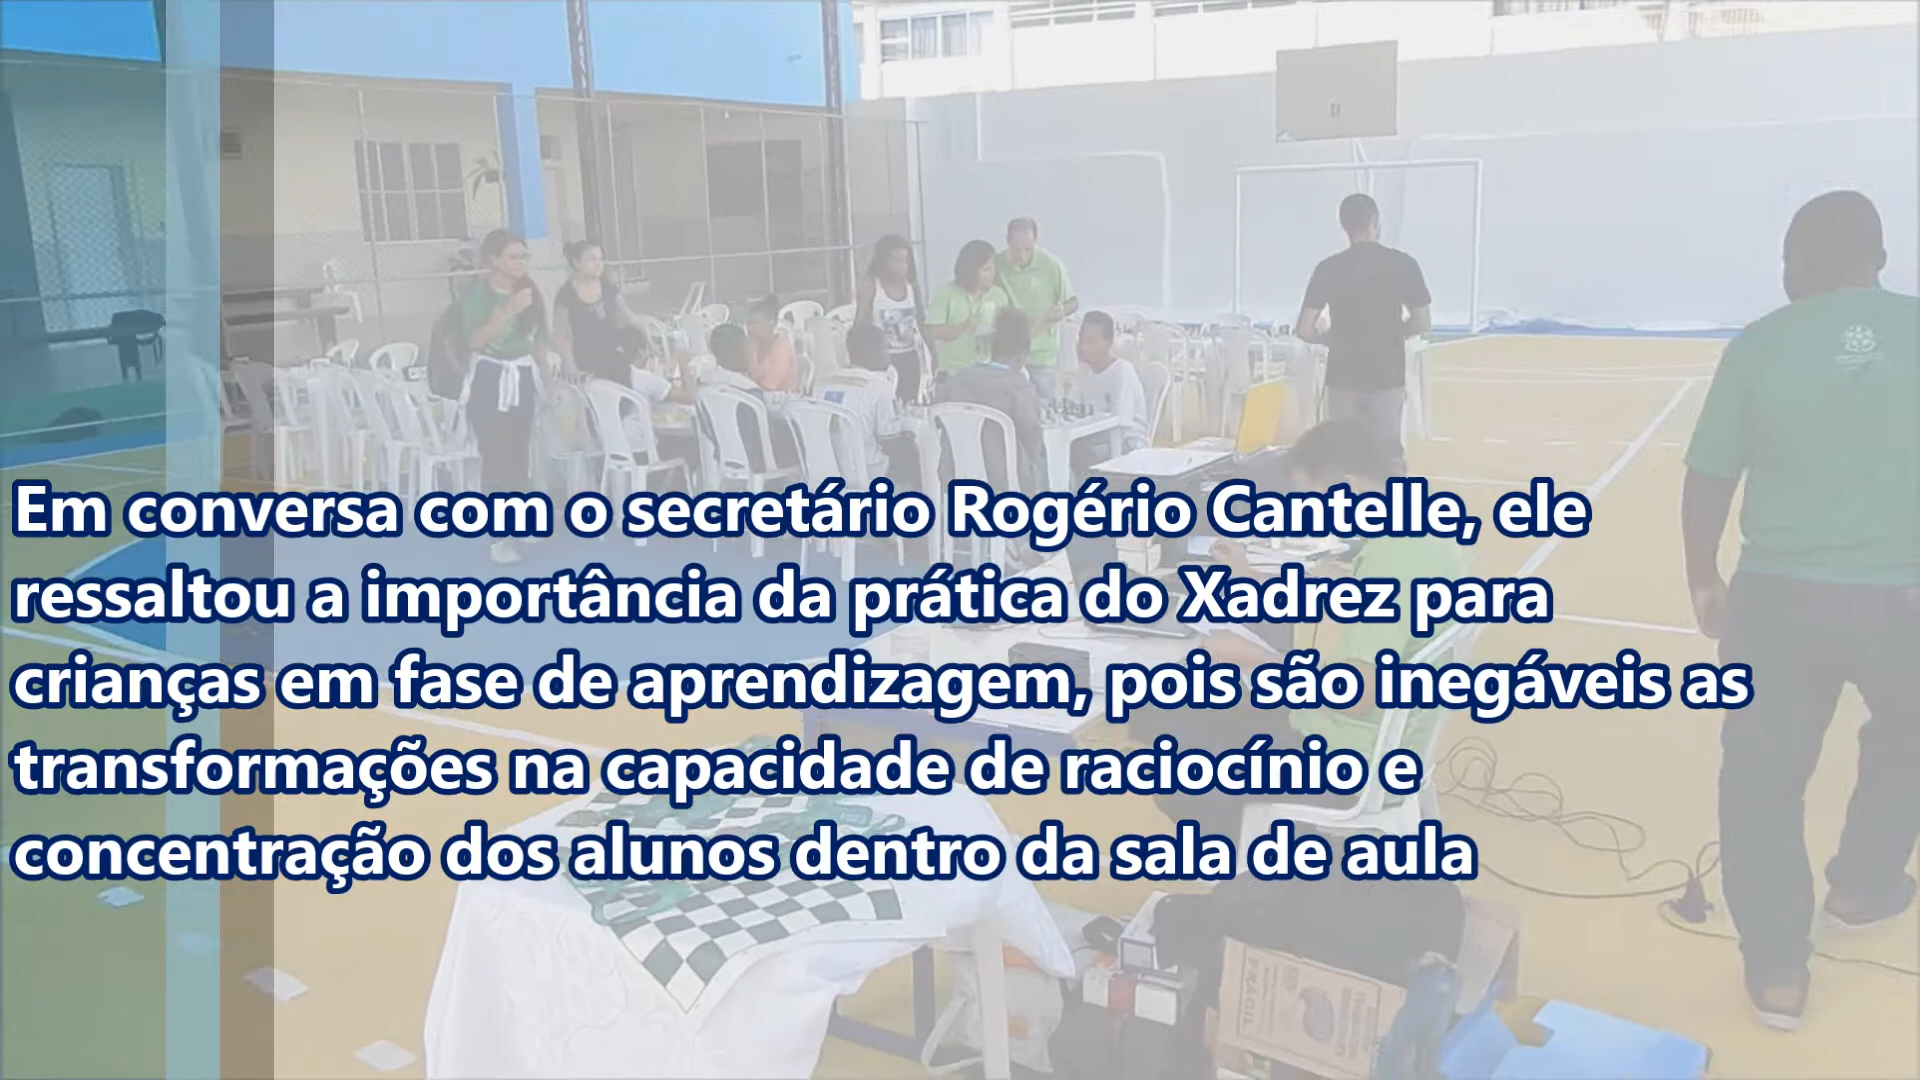 Em conversa com o secretário Rogério Cantelle, ele
ressaltou a importância da prática do Xadrez para
crianças em fase de aprendizagem, pois são inegáveis as
transformações na capacidade de raciocínio e
concentração dos alunos dentro da sala de aula
FRÁGIL